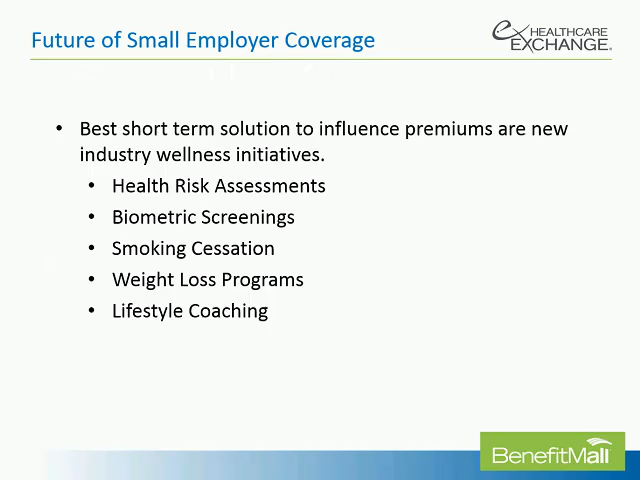 Future of Small Employer Coverage
ex HEALTHCARE
EXCHANGE®
• Best short term solution to influence premiums are new
industry wellness initiatives.
• Health Risk Assessments
• Biometric Screenings
• Smoking Cessation
• Weight Loss Programs
• Lifestyle Coaching
BenefitMall